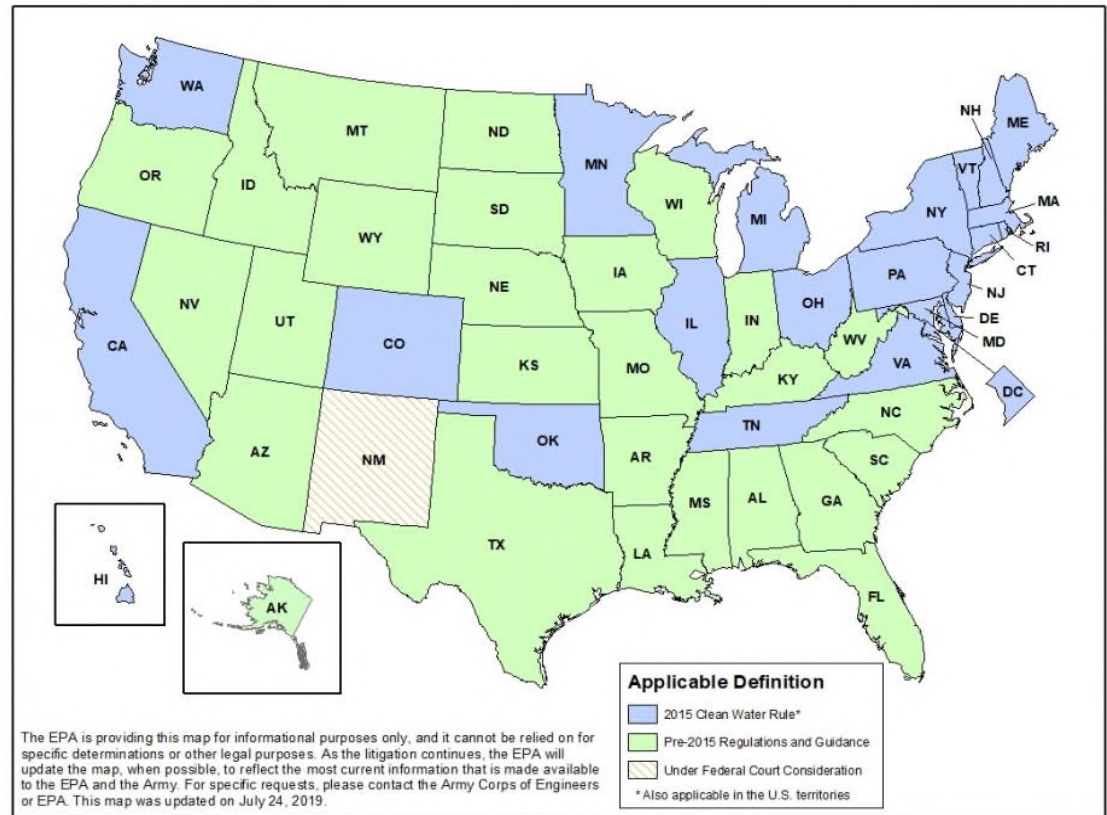 WA
MT
ND
MN
NH
ME
VT
OR
ID
SD
WI
MI
NY
MA
RI
CT
WY
IA
PA
NJ
NE
OH
DE
MD
NV
UT
CO
IL
IN
WV
VA
DC
CA
KS
MO
KY
NC
TN
AZ
NM
OK
AR
SC
MS
AL
GA
TX
LA
FL
HI
AK
Applicable Definition
2015 Clean Water Rule*
Pre-2015 Regulations and Guidance
Under Federal Court Consideration
*Also applicable in the U.S. territories
The EPA is providing this map for informational purposes only, and it cannot be relied on for
specific determinations or other legal purposes. As the litigation continues, the EPA will
update the map, when possible, to reflect the most current information that is made available
to the EPA and the Army. For specific requests, please contact the Army Corps of Engineers
or EPA. This map was updated on July 24, 2019.